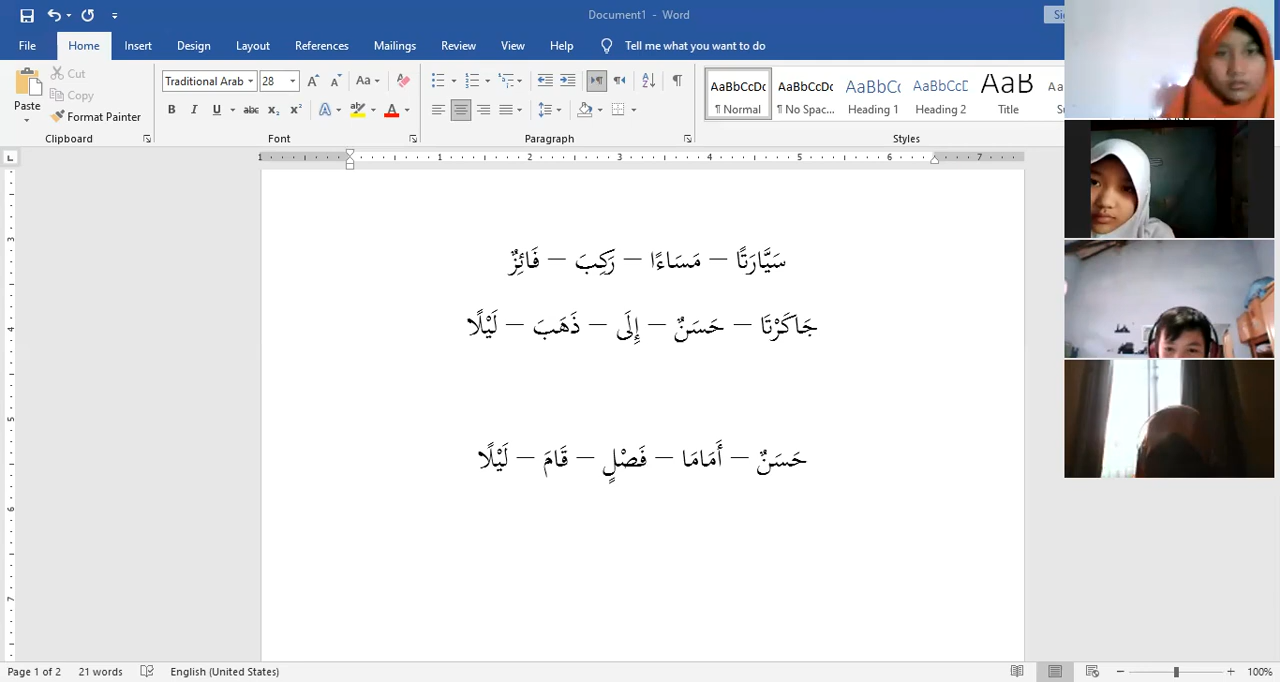 Document1 - Word
File Home Insert Design Layout References Mailings Review View Help Tell me what you want to do
Cut
Copy
Paste
Format Painter
Traditional Arab 28
Clipboard Font Paragraph Styles
AaBbCcDc AaBbCcDc AaBbCc AaBbCcD AaB
¶ Normal ¶ No Spac... Heading 1 Heading 2 Title
سَيَّارَتًا – مَسَاءًا – رَكِبَ – فَائِزٌ
جَاكَرْتَا – حَسَنٌ – إِلَى – ذَهَبَ – لَيْلًا
حَسَنٌ – أَمَامَا – فَصْلٍ – قَامَ – لَيْلًا
Page 1 of 2 21 words English (United States) 100%